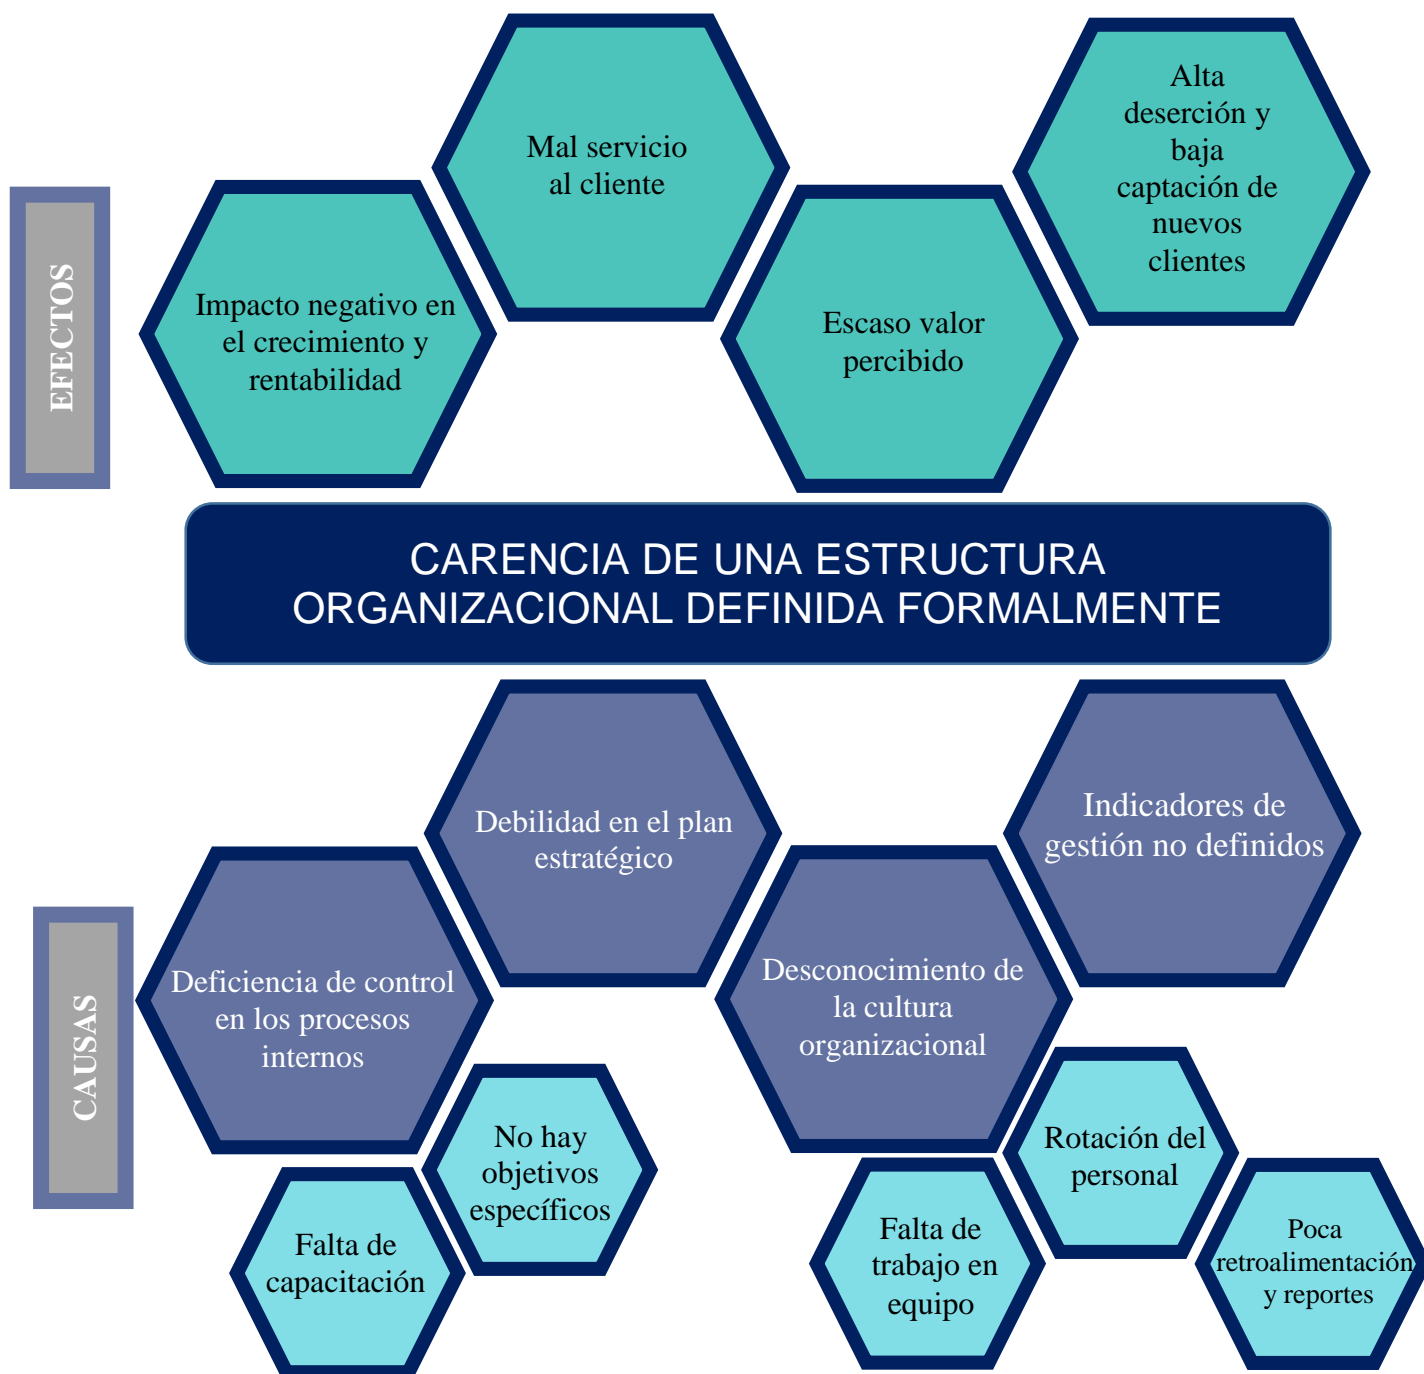 EFECTOS
Impacto negativo en
el crecimiento y
rentabilidad
Mal servicio
al cliente
Escaso valor
percibido
Alta
deserción y
baja
captación de
nuevos
clientes
CARENCIA DE UNA ESTRUCTURA
ORGANIZACIONAL DEFINIDA FORMALMENTE
CAUSAS
Deficiencia de control
en los procesos
internos
Debilidad en el plan
estratégico
Desconocimiento de
la cultura
organizacional
Indicadores de
gestión no definidos
Falta de
capacitación
No hay
objetivos
específicos
Falta de
trabajo en
equipo
Rotación del
personal
Poca
retroalimentación
y reportes